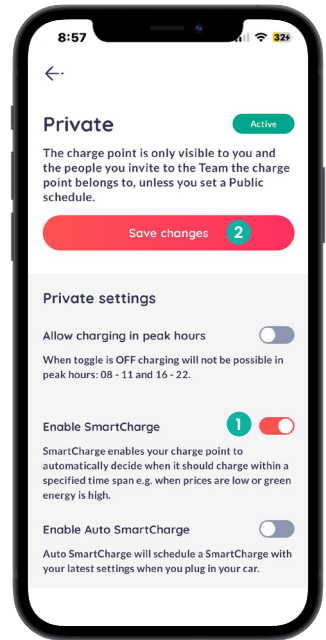 8:57
32
Private
Active
The charge point is only visible to you and
the people you invite to the Team the charge
point belongs to, unless you set a Public
schedule.
Save changes 2
Private settings
Allow charging in peak hours
When toggle is OFF charging will not be possible in
peak hours: 08 - 11 and 16 - 22.
Enable SmartCharge 1
SmartCharge enables your charge point to
automatically decide when it should charge within a
specified time span e.g. when prices are low or green
energy is high.
Enable Auto SmartCharge
Auto SmartCharge will schedule a SmartCharge with
your latest settings when you plug in your car.